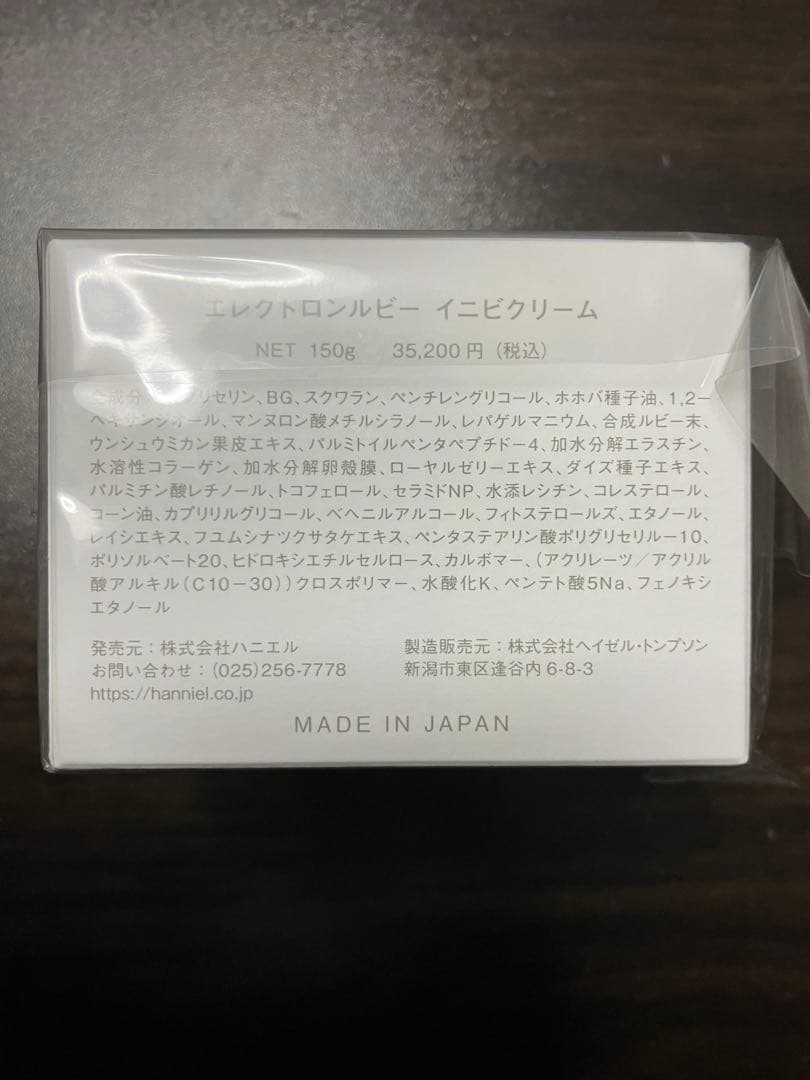 エレクトロンルビー イニビクリーム
NET 150g 35,200円（税込）
全成分 グリセリン、BG、スクワラン、ペンチレングリコール、ホホバ種子油、1,2－
ヘキサンジオール、マンヌロン酸メチルシラノール、レパゲルマニウム、合成ルビー末、
ウンシュウミカン果皮エキス、パルミトイルペンタペプチド－4、加水分解エラスチン、
水溶性コラーゲン、加水分解卵殻膜、ローヤルゼリーエキス、ダイズ種子エキス、
パルミチン酸レチノール、トコフェロール、セラミドNP、水添レシチン、コレステロール、
コーン油、カプリリルグリコール、ベヘニルアルコール、フィトステロールズ、エタノール、
レイシエキス、フユムシナツクサタケエキス、ペンタステアリン酸ポリグリセリル－10、
ポリソルベート20、ヒドロキシエチルセルロース、カルボマー、（アクリレーツ／アクリル
酸アルキル（C10－30））クロスポリマー、水酸化K、ペンテト酸5Na、フェノキシ
エタノール
発売元：株式会社ハニエル
お問い合わせ：(025)256-7778
https://hanniel.co.jp
製造販売元：株式会社ヘイゼル・トンプソン
新潟市東区逢谷内6-8-3
MADE IN JAPAN